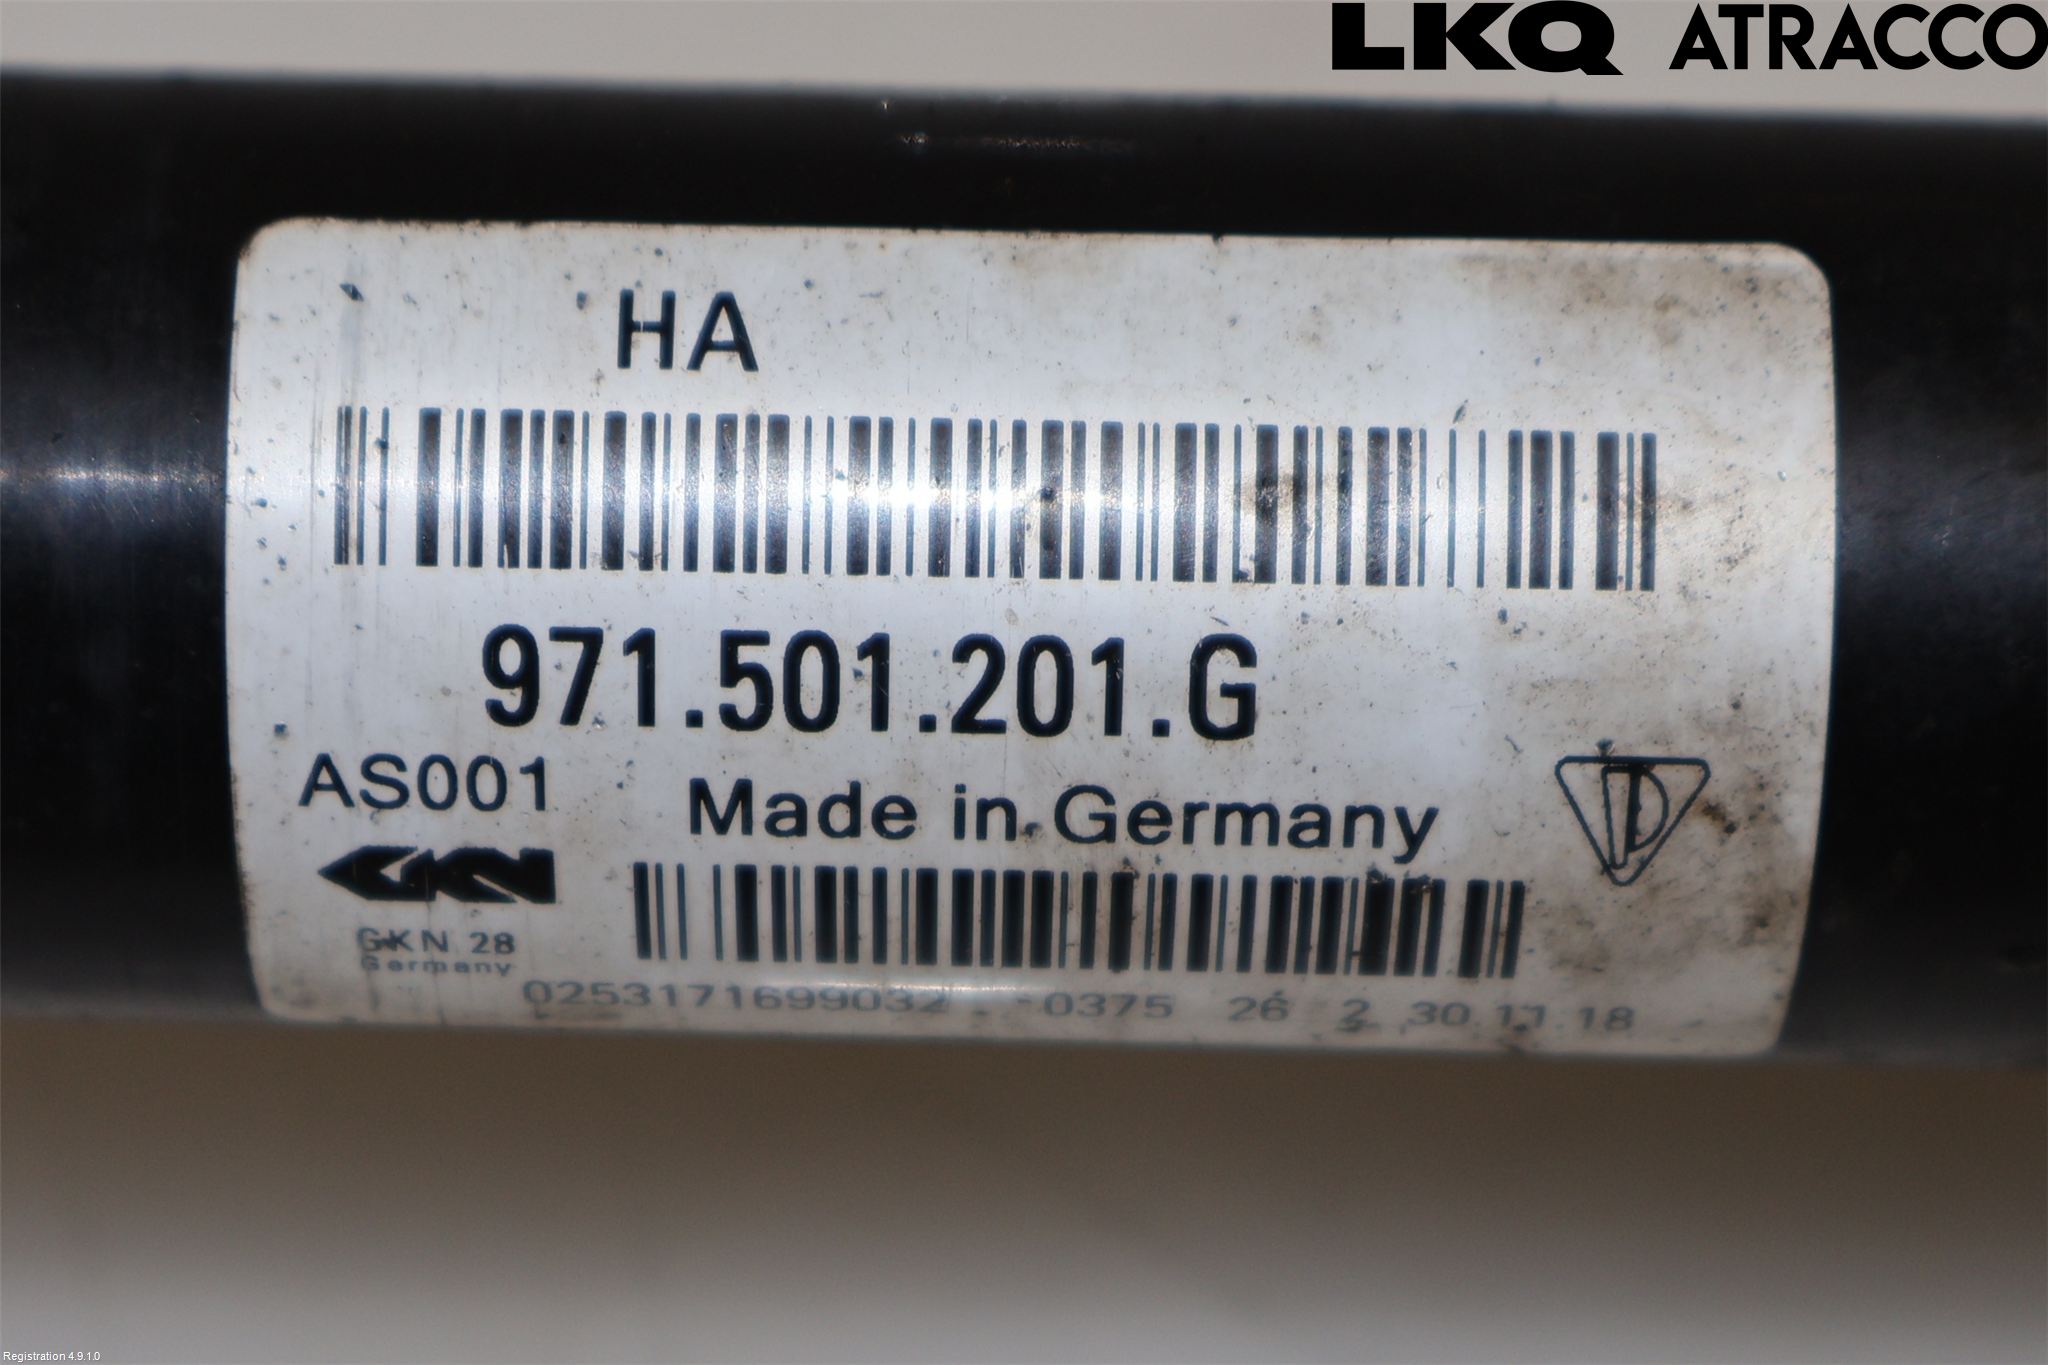 LKQ ATRACCO
HA
971.501.201.G
AS001
Made in Germany
GKN
GKN 28
Germany
0253171699032 -0375 26 2 30.11.18
Registration 4.9.1.0